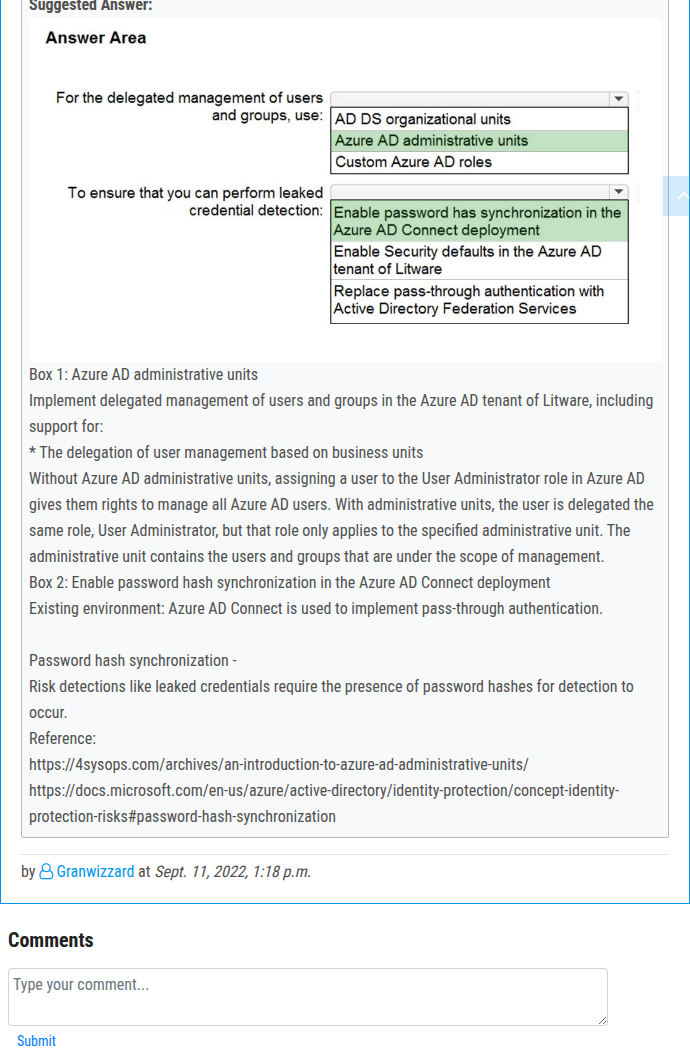 Suggested Answer:
Answer Area
For the delegated management of users
and groups, use:
AD DS organizational units
Azure AD administrative units
Custom Azure AD roles
To ensure that you can perform leaked
credential detection:
Enable password has synchronization in the
Azure AD Connect deployment
Enable Security defaults in the Azure AD
tenant of Litware
Replace pass-through authentication with
Active Directory Federation Services
Box 1: Azure AD administrative units
Implement delegated management of users and groups in the Azure AD tenant of Litware, including
support for:
* The delegation of user management based on business units
Without Azure AD administrative units, assigning a user to the User Administrator role in Azure AD
gives them rights to manage all Azure AD users. With administrative units, the user is delegated the
same role, User Administrator, but that role only applies to the specified administrative unit. The
administrative unit contains the users and groups that are under the scope of management.
Box 2: Enable password hash synchronization in the Azure AD Connect deployment
Existing environment: Azure AD Connect is used to implement pass-through authentication.
Password hash synchronization -
Risk detections like leaked credentials require the presence of password hashes for detection to
occur.
Reference:
https://4sysops.com/archives/an-introduction-to-azure-ad-administrative-units/
https://docs.microsoft.com/en-us/azure/active-directory/identity-protection/concept-identity-
protection-risks#password-hash-synchronization
by Granwizzard at Sept. 11, 2022, 1:18 p.m.
Comments
Type your comment...
Submit